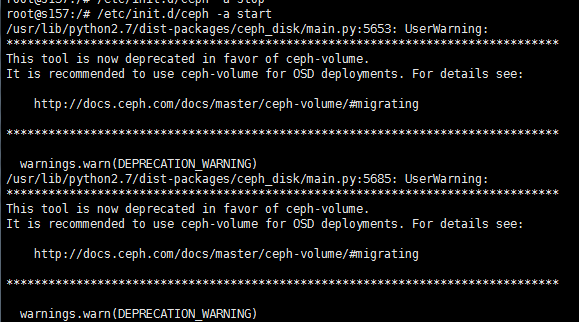 root@s157:/# /etc/init.d/ceph -a stop
root@s157:/# /etc/init.d/ceph -a start
/usr/lib/python2.7/dist-packages/ceph_disk/main.py:5653: UserWarning:
*******************************************************************************
This tool is now deprecated in favor of ceph-volume.
It is recommended to use ceph-volume for OSD deployments. For details see:
    http://docs.ceph.com/docs/master/ceph-volume/#migrating
*******************************************************************************
  warnings.warn(DEPRECATION_WARNING)
/usr/lib/python2.7/dist-packages/ceph_disk/main.py:5685: UserWarning:
*******************************************************************************
This tool is now deprecated in favor of ceph-volume.
It is recommended to use ceph-volume for OSD deployments. For details see:
    http://docs.ceph.com/docs/master/ceph-volume/#migrating
*******************************************************************************
  warnings.warn(DEPRECATION_WARNING)